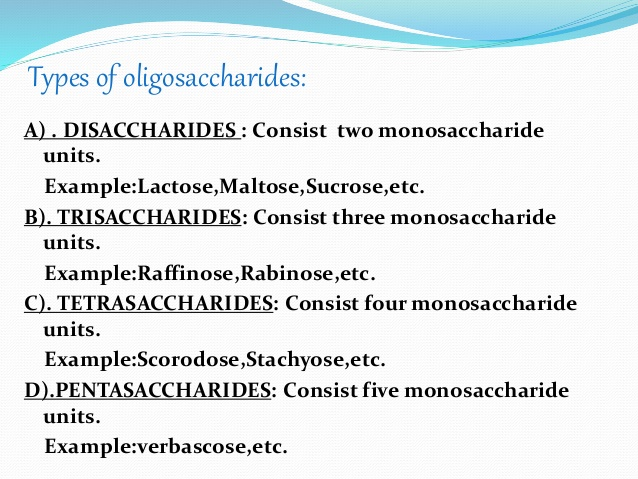 Types of oligosaccharides:
A) . DISACCHARIDES : Consist two monosaccharide
units.
Example:Lactose,Maltose,Sucrose,etc.
B). TRISACCHARIDES: Consist three monosaccharide
units.
Example:Raffinose,Rabinose,etc.
C). TETRASACCHARIDES: Consist four monosaccharide
units.
Example:Scorodose,Stachyose,etc.
D).PENTASACCHARIDES: Consist five monosaccharide
units.
Example:verbascose,etc.